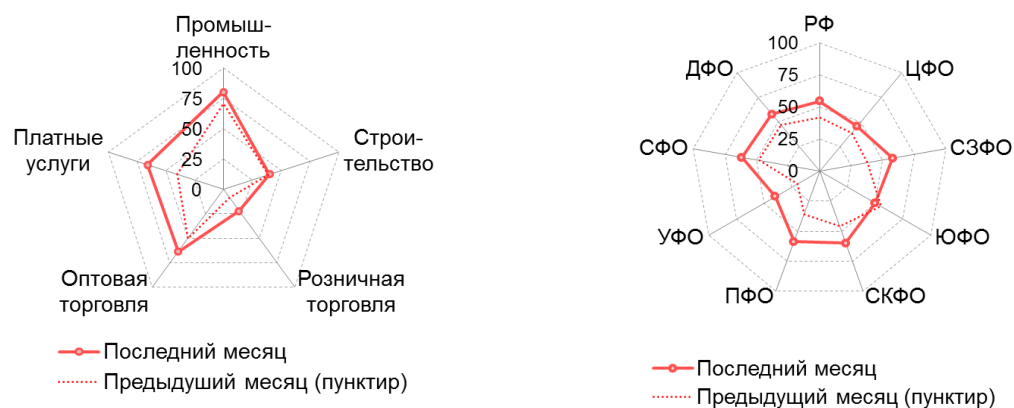 Промыш-
ленность
100
75
50
25
0
Строи-
тельство
Розничная
торговля
Оптовая
торговля
Платные
услуги
Последний месяц
Предыдуший месяц (пунктир)
РФ
100
75
50
25
0
ЦФО
СЗФО
ЮФО
СКФО
ПФО
УФО
СФО
ДФО
Последний месяц
Предыдущий месяц (пунктир)